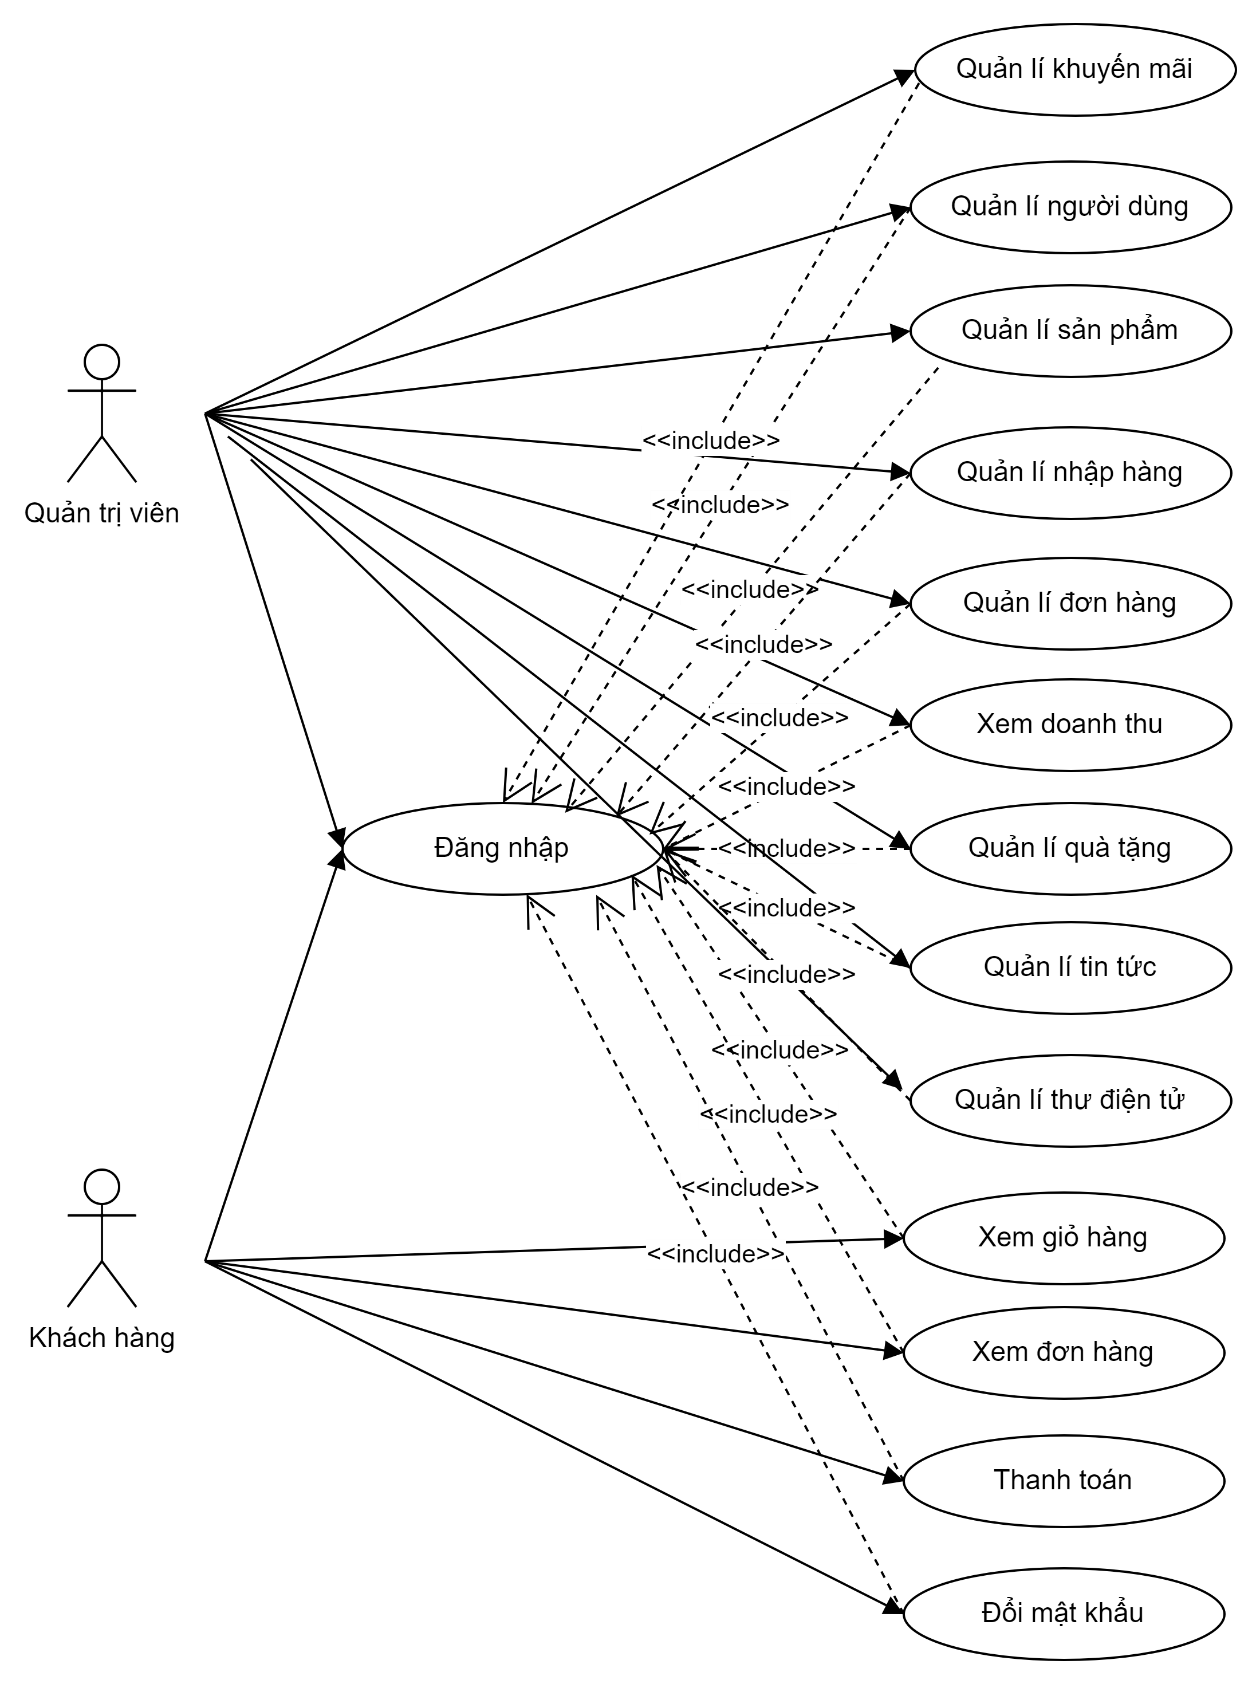 Quản lí khuyến mãi
Quản lí người dùng
Quản lí sản phẩm
<<include>>
Quản lí nhập hàng
<<include>>
Quản trị viên
<<include>>
Quản lí đơn hàng
<<include>>
<<include>>
Xem doanh thu
<<include>>
Đăng nhập
<<include>>
Quản lí quà tặng
<<include>>
Quản lí tin tức
<<include>>
<<include>>
Quản lí thư điện tử
<<include>>
<<include>>
Xem giỏ hàng
<<include>>
Khách hàng
Xem đơn hàng
Thanh toán
Đổi mật khẩu